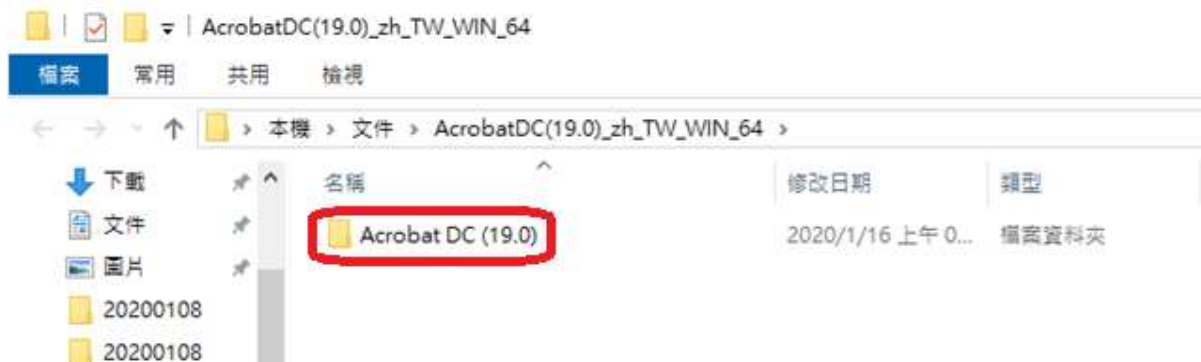 AcrobatDC(19.0)_zh_TW_WIN_64
檔案 常用 共用 檢視
本機 › 文件 › AcrobatDC(19.0)_zh_TW_WIN_64 ›
下載
文件
圖片
20200108
20200108
名稱 修改日期 類型
Acrobat DC (19.0) 2020/1/16 上午 0... 檔案資料夾